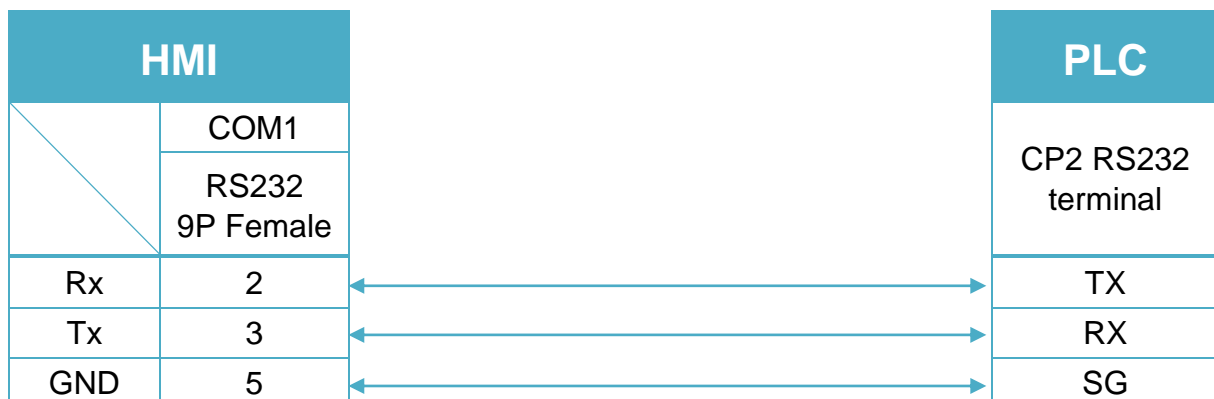 HMI
PLC
COM1
RS232
9P Female
CP2 RS232
terminal
Rx 2 TX
Tx 3 RX
GND 5 SG